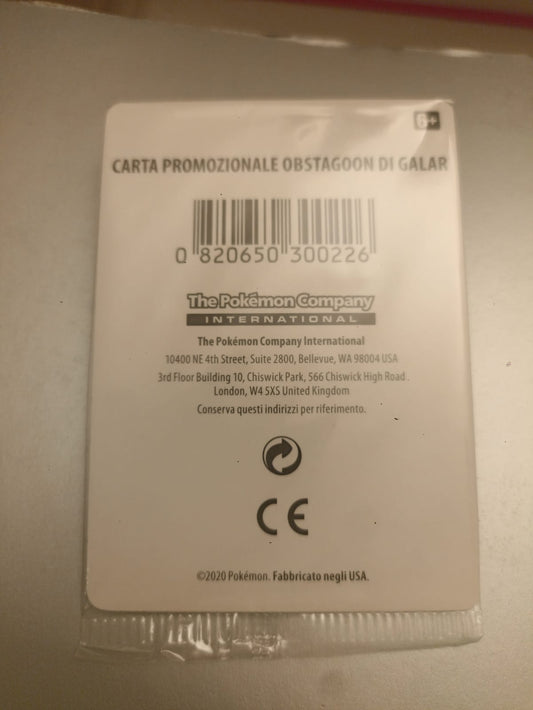 6+
CARTA PROMOZIONALE OBSTAGOON DI GALAR
0 820650 300226
The Pokémon Company
INTERNATIONAL
The Pokémon Company International
10400 NE 4th Street, Suite 2800, Bellevue, WA 98004 USA
3rd Floor Building 10, Chiswick Park, 566 Chiswick High Road,
London, W4 5XS United Kingdom
Conserva questi indirizzi per riferimento.
CE
©2020 Pokémon. Fabbricato negli USA.